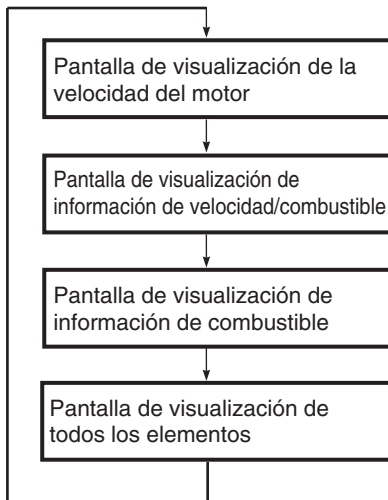 Pantalla de visualización de la
velocidad del motor
Pantalla de visualización de
información de velocidad/combustible
Pantalla de visualización de
información de combustible
Pantalla de visualización de
todos los elementos